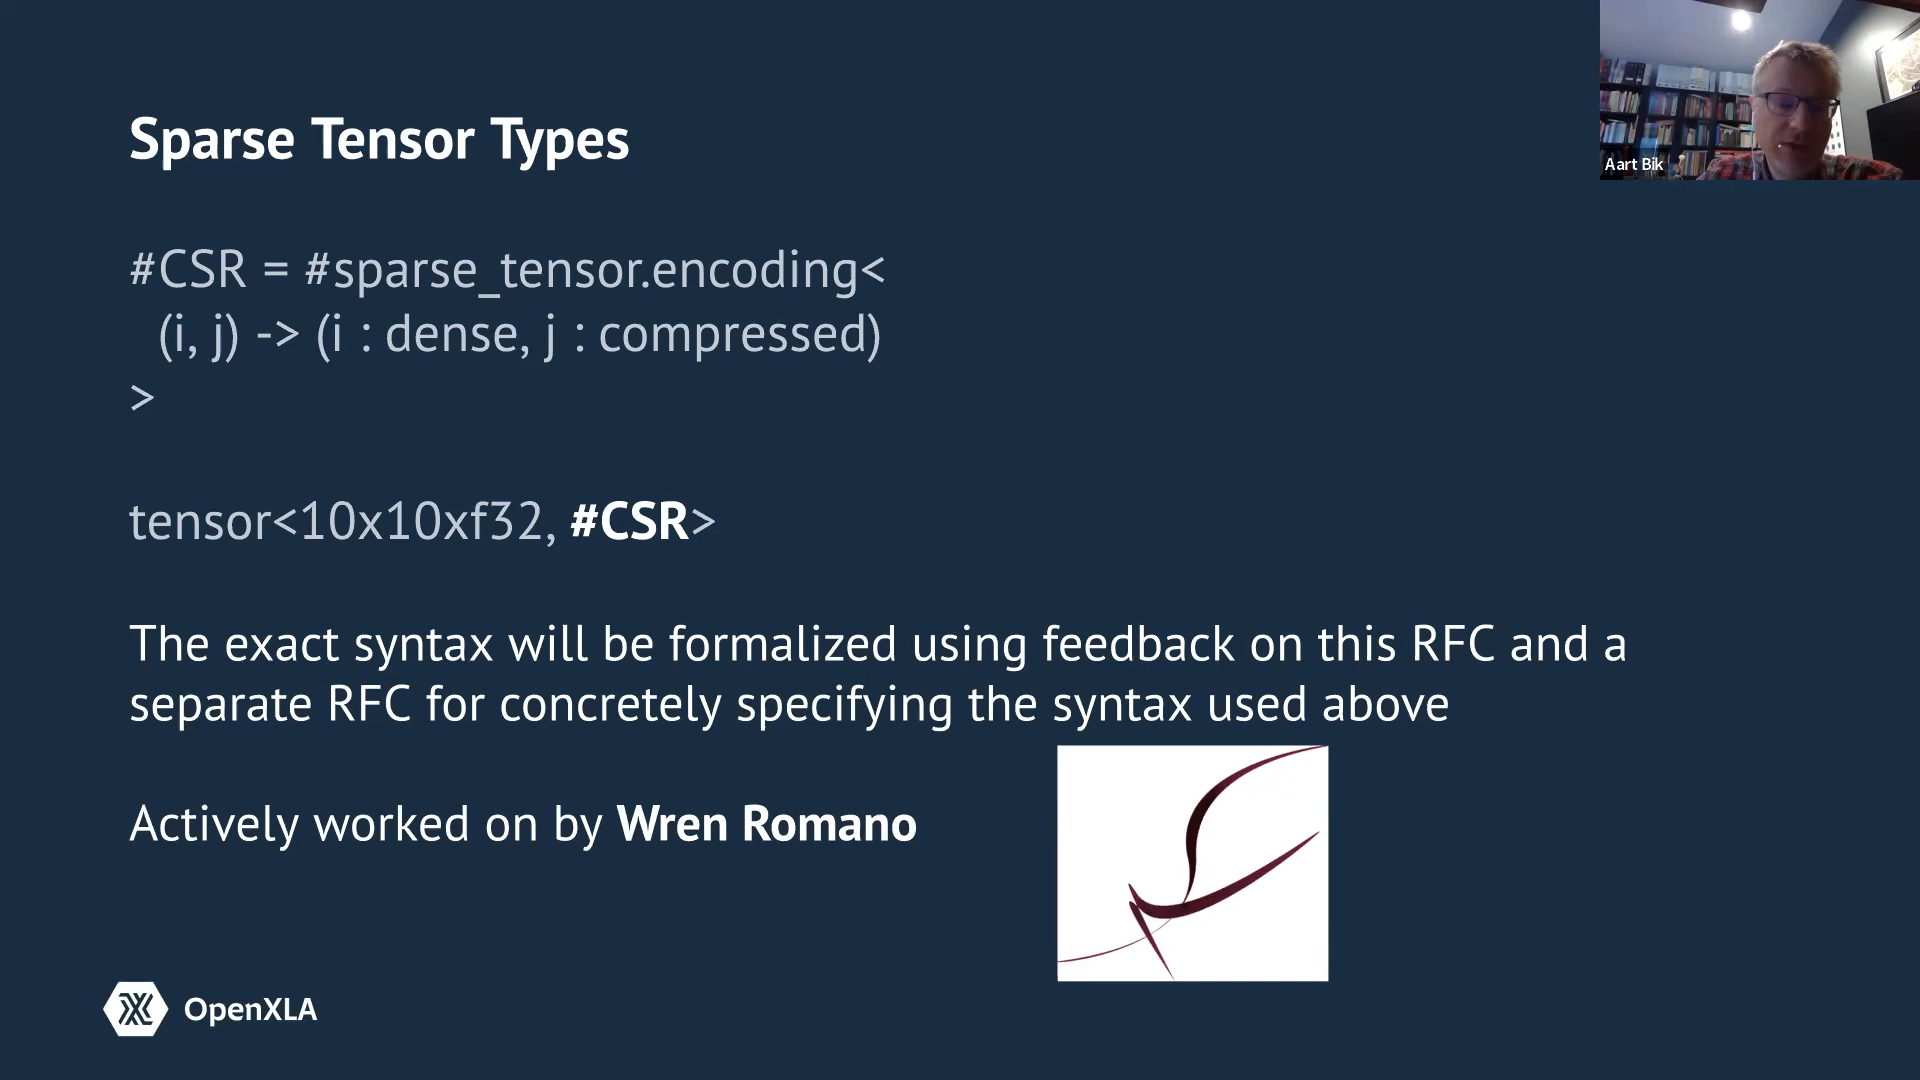 Sparse Tensor Types
#CSR = #sparse_tensor.encoding<
(i, j) -> (i : dense, j : compressed)
>
tensor<10x10xf32, #CSR>
The exact syntax will be formalized using feedback on this RFC and a
separate RFC for concretely specifying the syntax used above
Actively worked on by Wren Romano
OpenXLA
Aart Bik